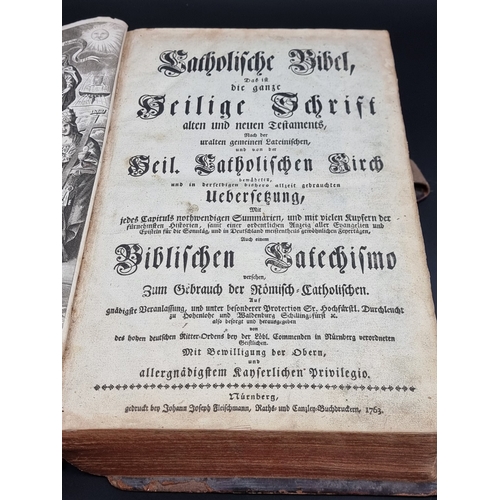 Catholische Bibel,
Das ist
die ganze
Heilige Schrift
alten und neuen Testaments,
Nach der
uralten gemeinen Lateinischen,
und von der
Heil. Catholischen Kirch
bewährten,
und in derselbigen bishero allzeit gebrauchten
Uebersetzung,
Mit
jedes Capituls nothwendigen Summarien, und mit vielen Kupfern der
fürnehmsten Historien, samt einer ordentlichen Anzeig aller Evangelien und
Episteln für die Sonntäg, und in Deutschland meistentheils gewöhnlichen Feyertägen,
Auch einem
Biblischen Catechismo
versehen,
Zum Gebrauch der Römisch-Catholischen.
Auf
gnädigste Veranlassung, und unter besonderer Protection Sr. Hochfürstl. Durchleucht
zu Hohenlohe und Waldenburg Schillingsfürst ꝛc.
also besorgt und herausgegeben
von
des hohen deutschen Ritter-Ordens bey der Löbl. Commenden in Nürnberg verordneten
Geistlichen.
Mit Bewilligung der Obern,
und
allergnädigstem Kayserlichen Privilegio.
Nürnberg,
gedruckt bey Johann Joseph Fleischmann, Raths- und Canzley-Buchdruckern, 1763.